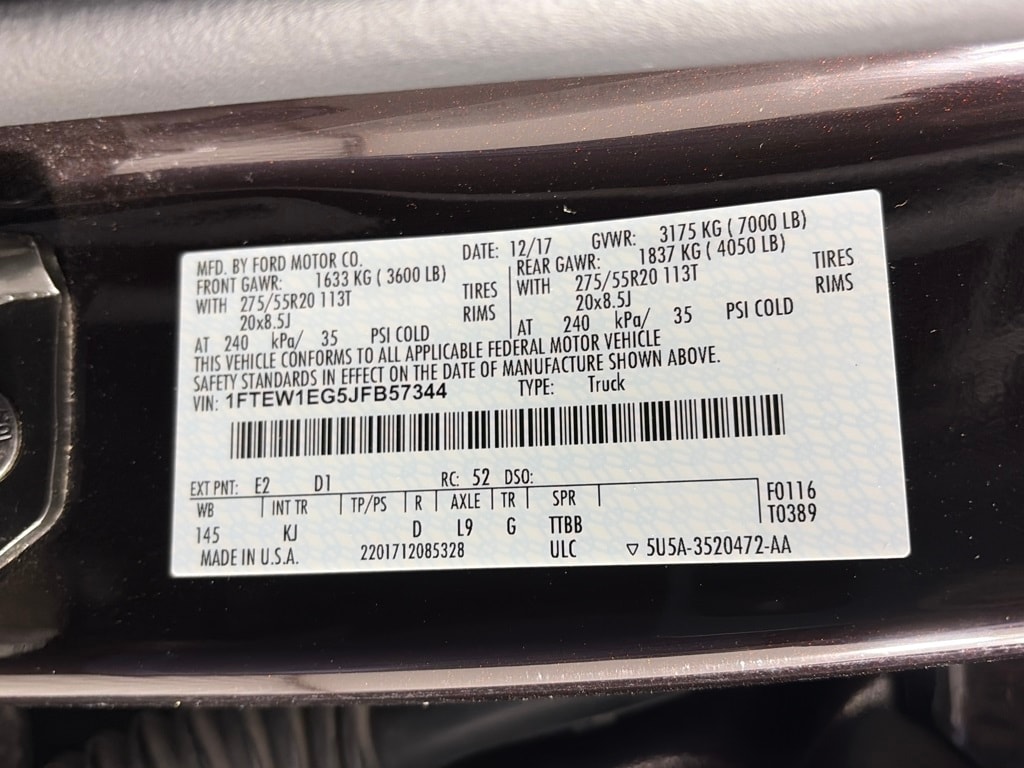 MFD. BY FORD MOTOR CO. DATE: 12/17 GVWR: 3175 KG ( 7000 LB)
FRONT GAWR: 1633 KG ( 3600 LB) REAR GAWR: 1837 KG ( 4050 LB)
WITH 275/55R20 113T TIRES WITH 275/55R20 113T TIRES
20x8.5J RIMS 20x8.5J RIMS
AT 240 kPa/ 35 PSI COLD AT 240 kPa/ 35 PSI COLD
THIS VEHICLE CONFORMS TO ALL APPLICABLE FEDERAL MOTOR VEHICLE
SAFETY STANDARDS IN EFFECT ON THE DATE OF MANUFACTURE SHOWN ABOVE.
VIN: 1FTEW1EG5JFB57344 TYPE: Truck
EXT PNT: E2 D1 RC: 52 DSO:
WB INT TR TP/PS R AXLE TR SPR F0116
145 KJ D L9 G TTBB T0389
MADE IN U.S.A. 2201712085328 ULC ▽ 5U5A-3520472-AA